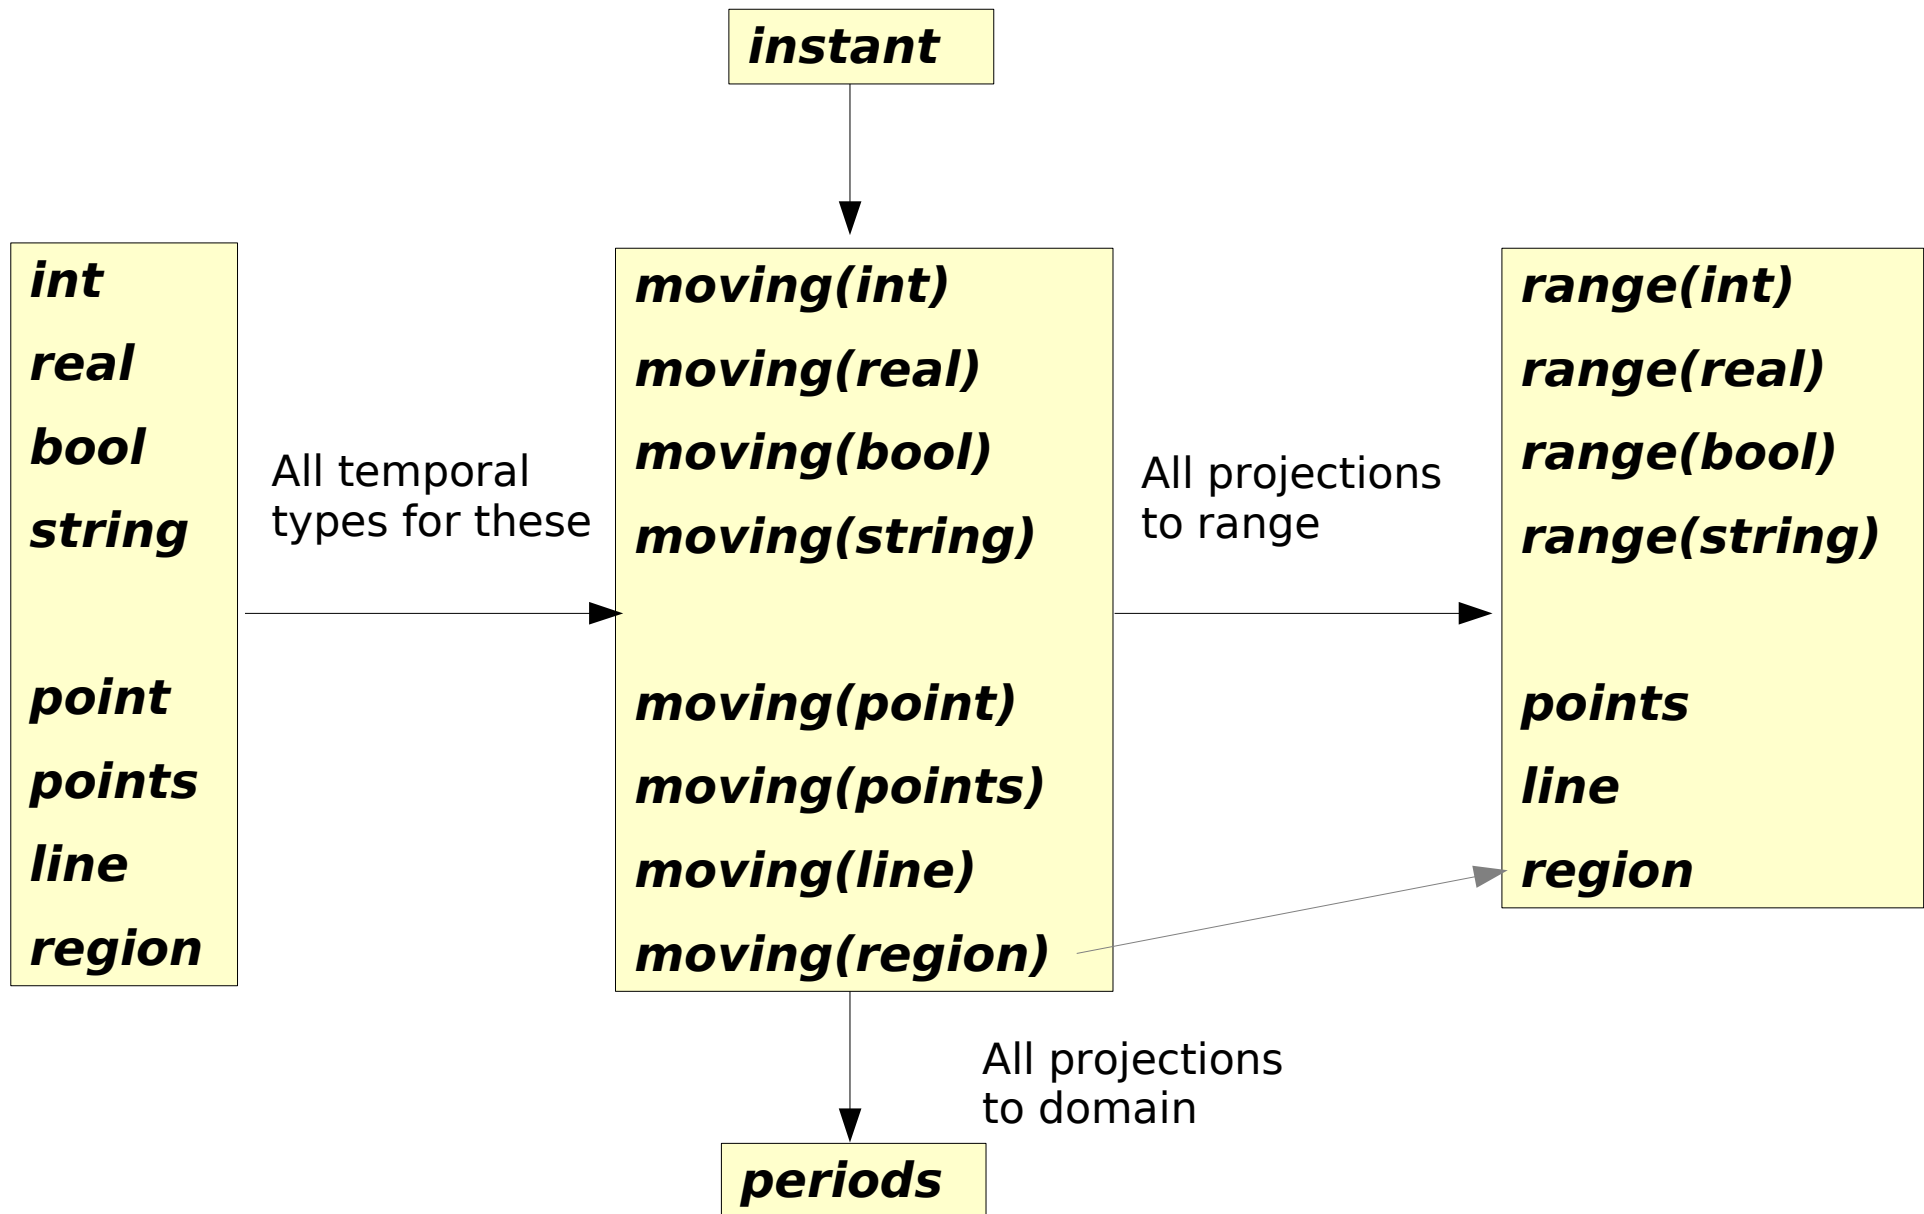 instant
int
real
bool
string
point
points
line
region
All temporal
types for these
moving(int)
moving(real)
moving(bool)
moving(string)
moving(point)
moving(points)
moving(line)
moving(region)
All projections
to range
range(int)
range(real)
range(bool)
range(string)
points
line
region
All projections
to domain
periods